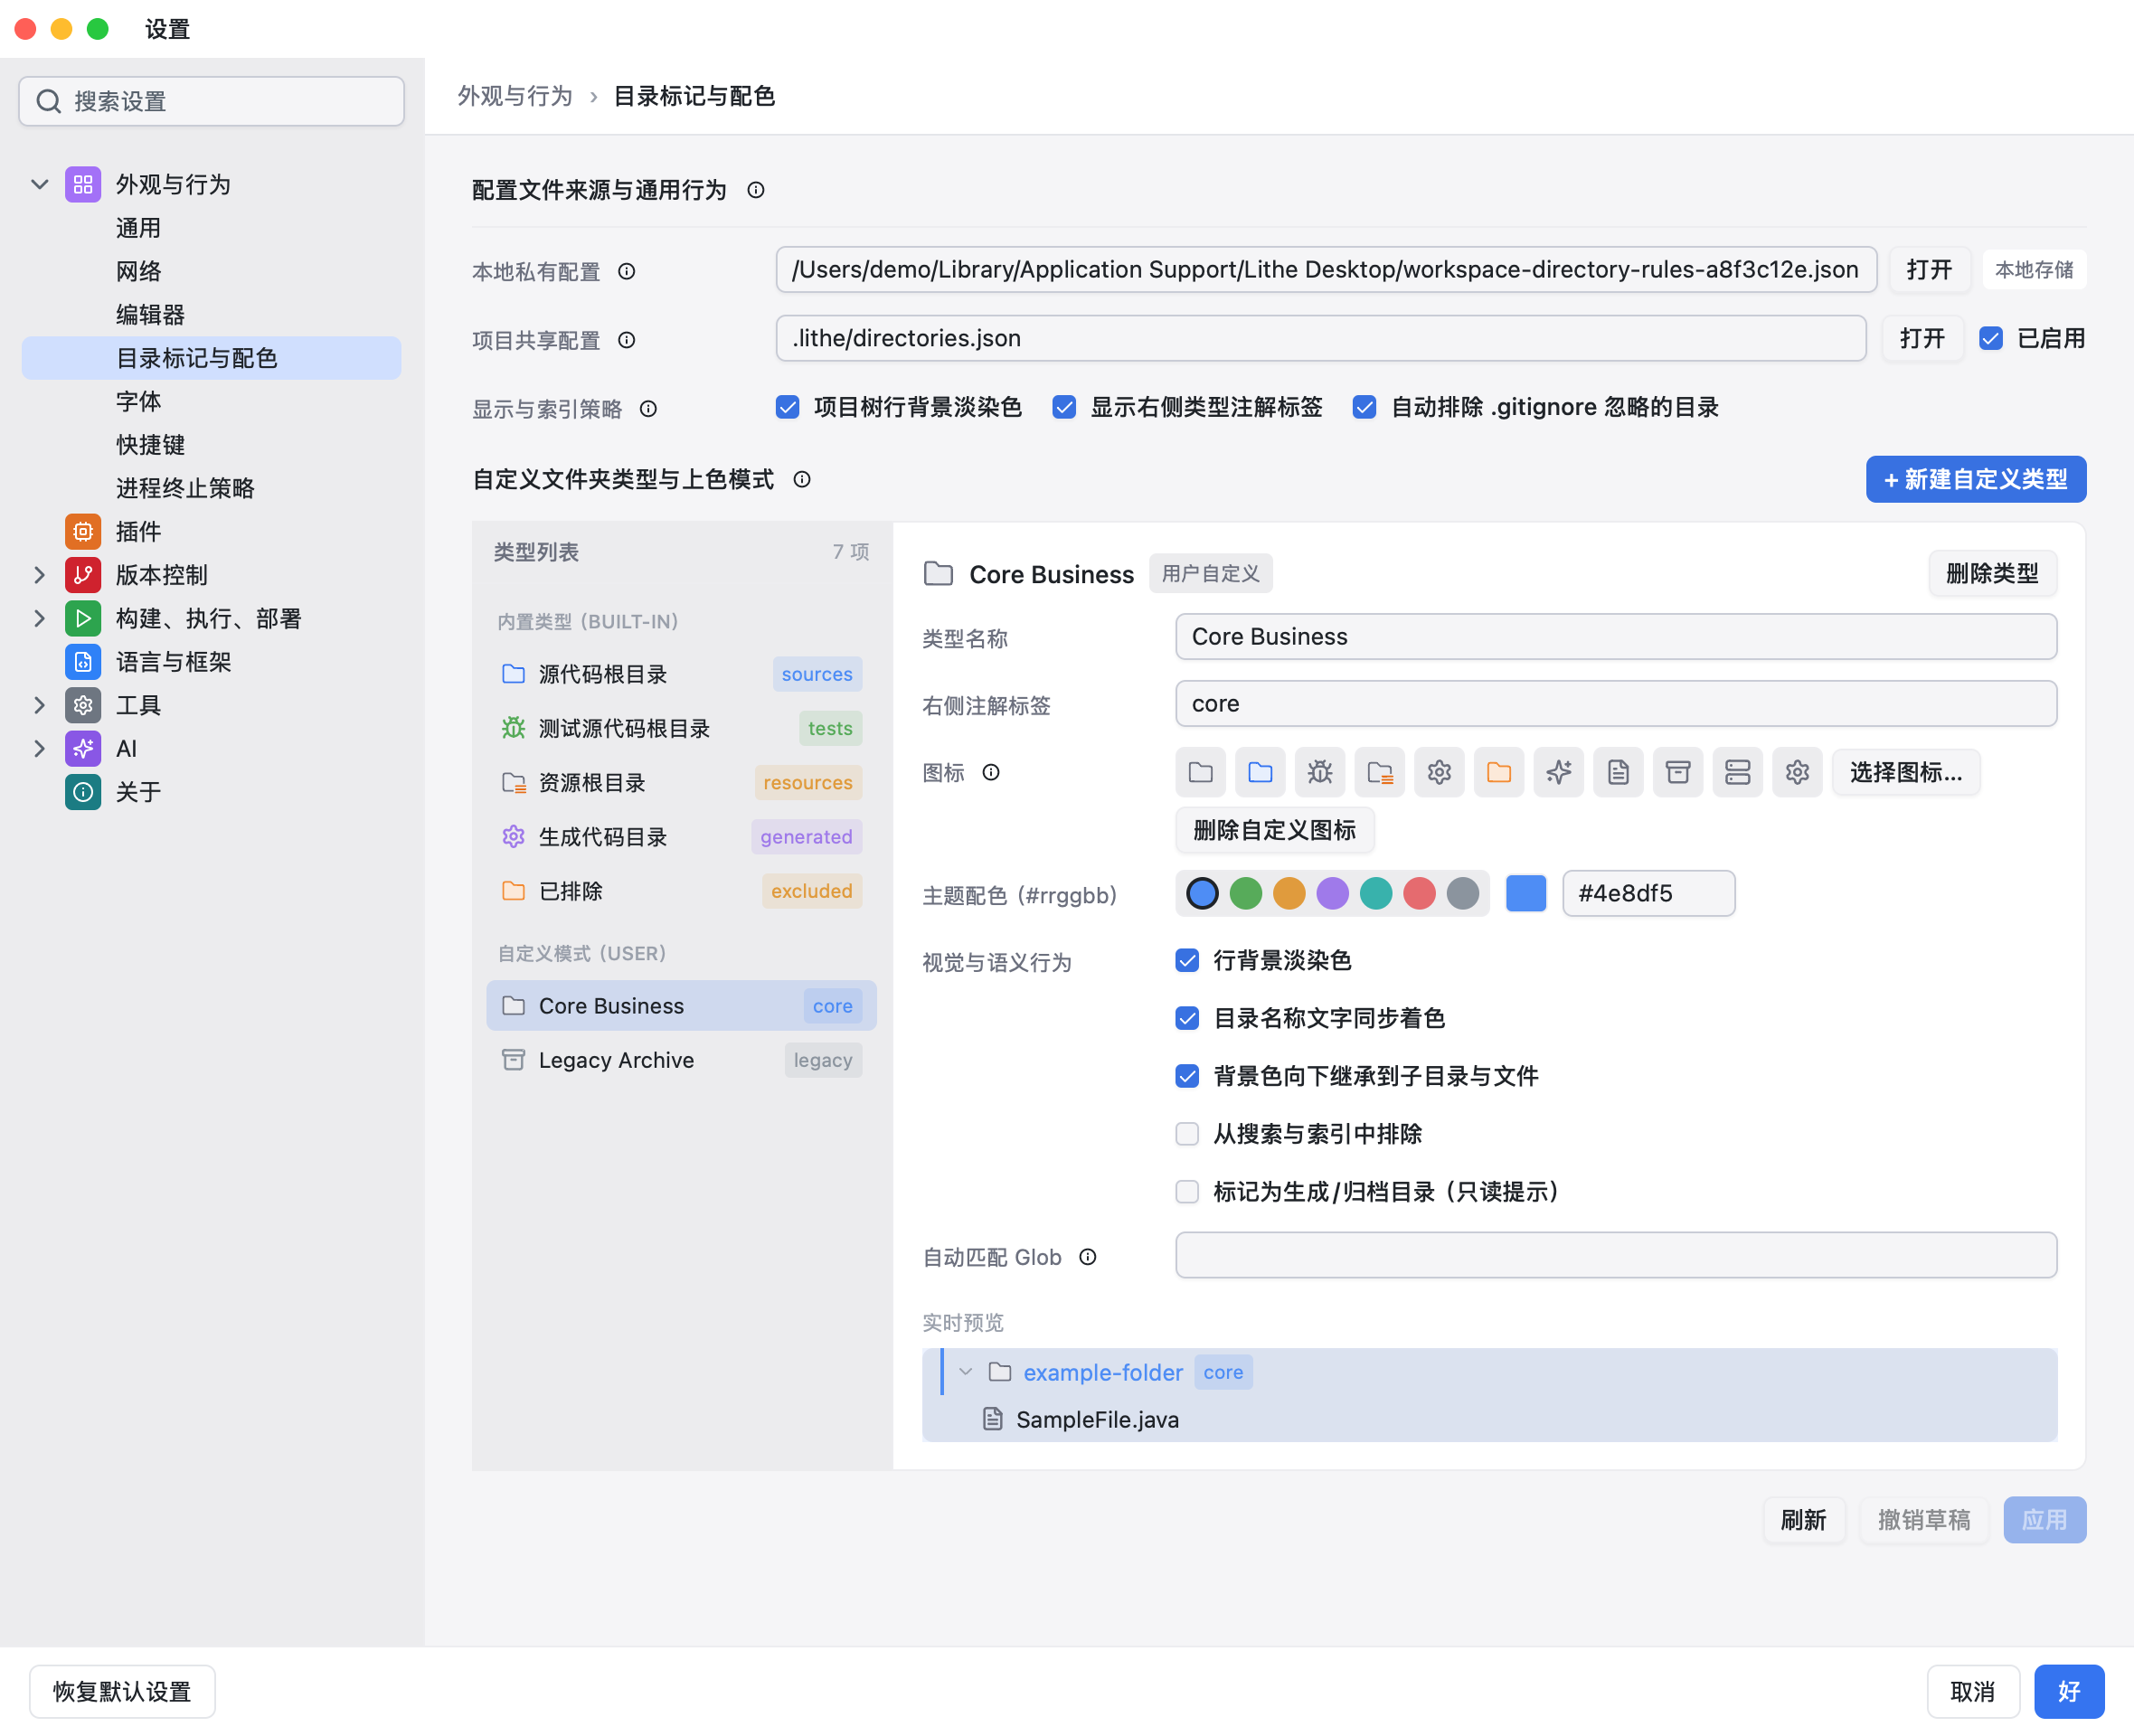 设置
搜索设置
外观与行为
通用
网络
编辑器
目录标记与配色
字体
快捷键
进程终止策略
插件
版本控制
构建、执行、部署
语言与框架
工具
AI
关于
外观与行为 › 目录标记与配色
配置文件来源与通用行为
本地私有配置 /Users/demo/Library/Application Support/Lithe Desktop/workspace-directory-rules-a8f3c12e.json 打开 本地存储
项目共享配置 .lithe/directories.json 打开 已启用
显示与索引策略 项目树行背景淡染色 显示右侧类型注解标签 自动排除 .gitignore 忽略的目录
自定义文件夹类型与上色模式 + 新建自定义类型
类型列表 7 项
内置类型 (BUILT-IN)
源代码根目录 sources
测试源代码根目录 tests
资源根目录 resources
生成代码目录 generated
已排除 excluded
自定义模式 (USER)
Core Business core
Legacy Archive legacy
Core Business 用户自定义 删除类型
类型名称 Core Business
右侧注解标签 core
图标 选择图标...
删除自定义图标
主题配色 (#rrggbb) #4e8df5
视觉与语义行为 行背景淡染色
目录名称文字同步着色
背景色向下继承到子目录与文件
从搜索与索引中排除
标记为生成/归档目录（只读提示）
自动匹配 Glob
实时预览
example-folder core
SampleFile.java
刷新 撤销草稿 应用
恢复默认设置 取消 好